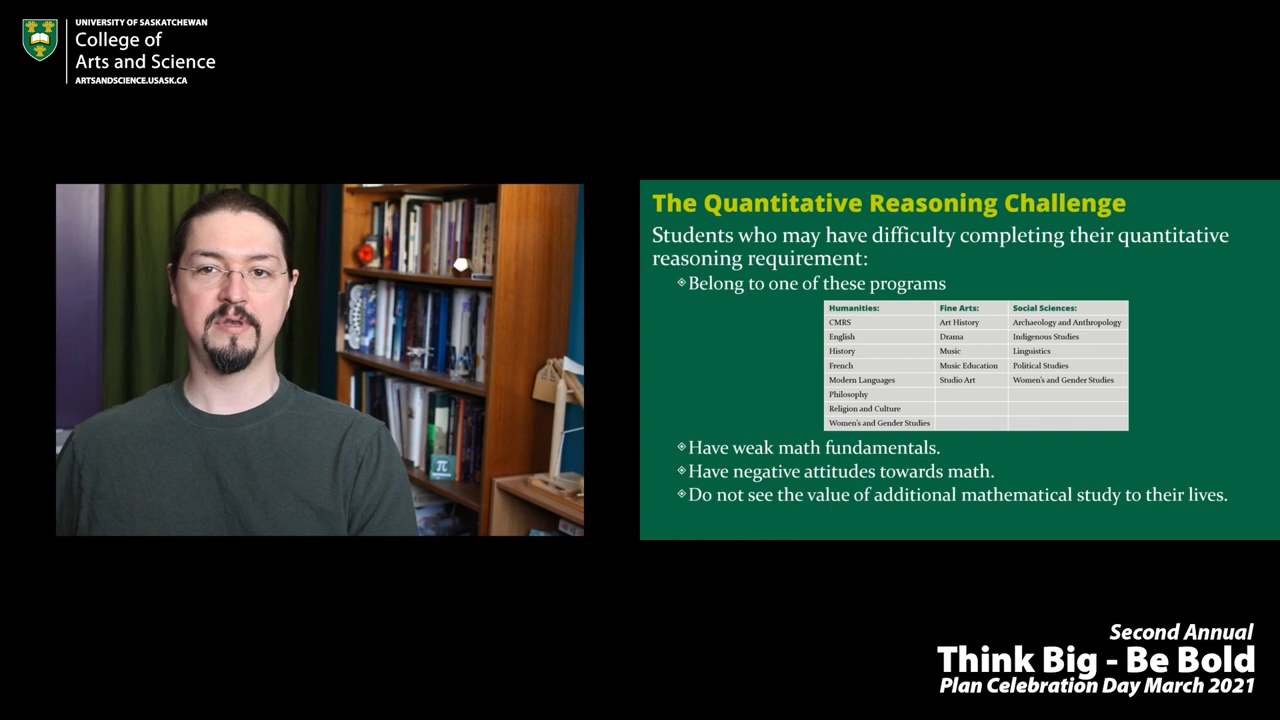 UNIVERSITY OF SASKATCHEWAN
College of
Arts and Science
ARTSANDSCIENCE.USASK.CA
The Quantitative Reasoning Challenge
Students who may have difficulty completing their quantitative
reasoning requirement:
Belong to one of these programs
Humanities: Fine Arts: Social Sciences:
CMRS Art History Archaeology and Anthropology
English Drama Indigenous Studies
History Music Linguistics
French Music Education Political Studies
Modern Languages Studio Art Women's and Gender Studies
Philosophy
Religion and Culture
Women's and Gender Studies
Have weak math fundamentals.
Have negative attitudes towards math.
Do not see the value of additional mathematical study to their lives.
π
Second Annual
Think Big - Be Bold
Plan Celebration Day March 2021